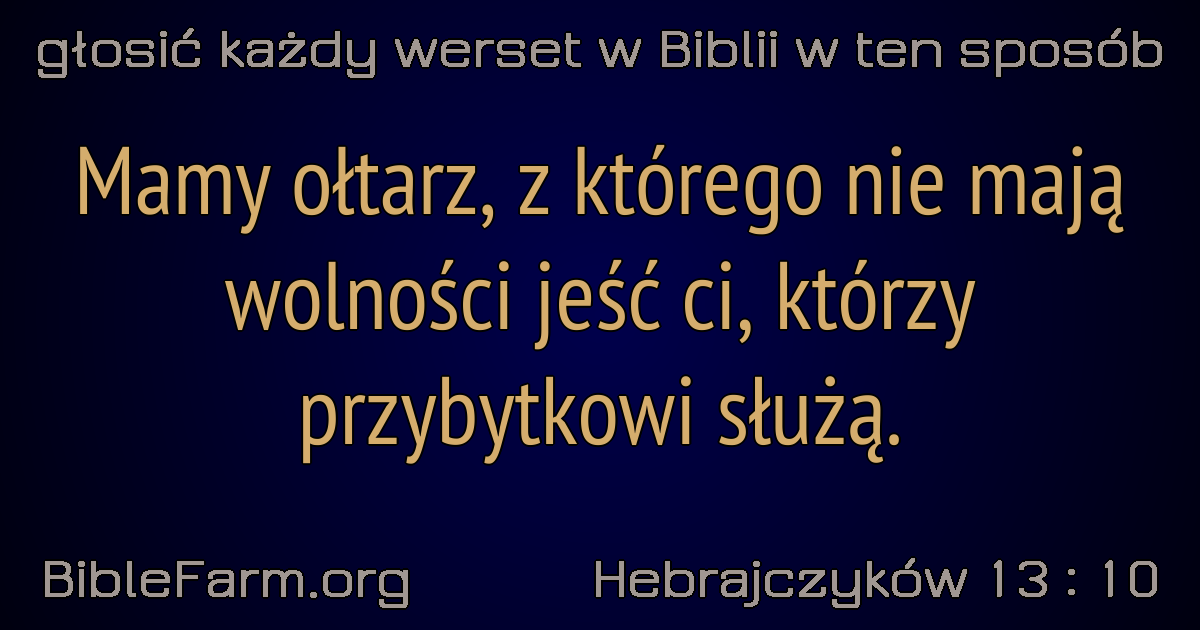 głosić każdy werset w Biblii w ten sposób
Mamy ołtarz, z którego nie mają
wolności jeść ci, którzy
przybytkowi służą.
BibleFarm.org
Hebrajczyków 13 : 10